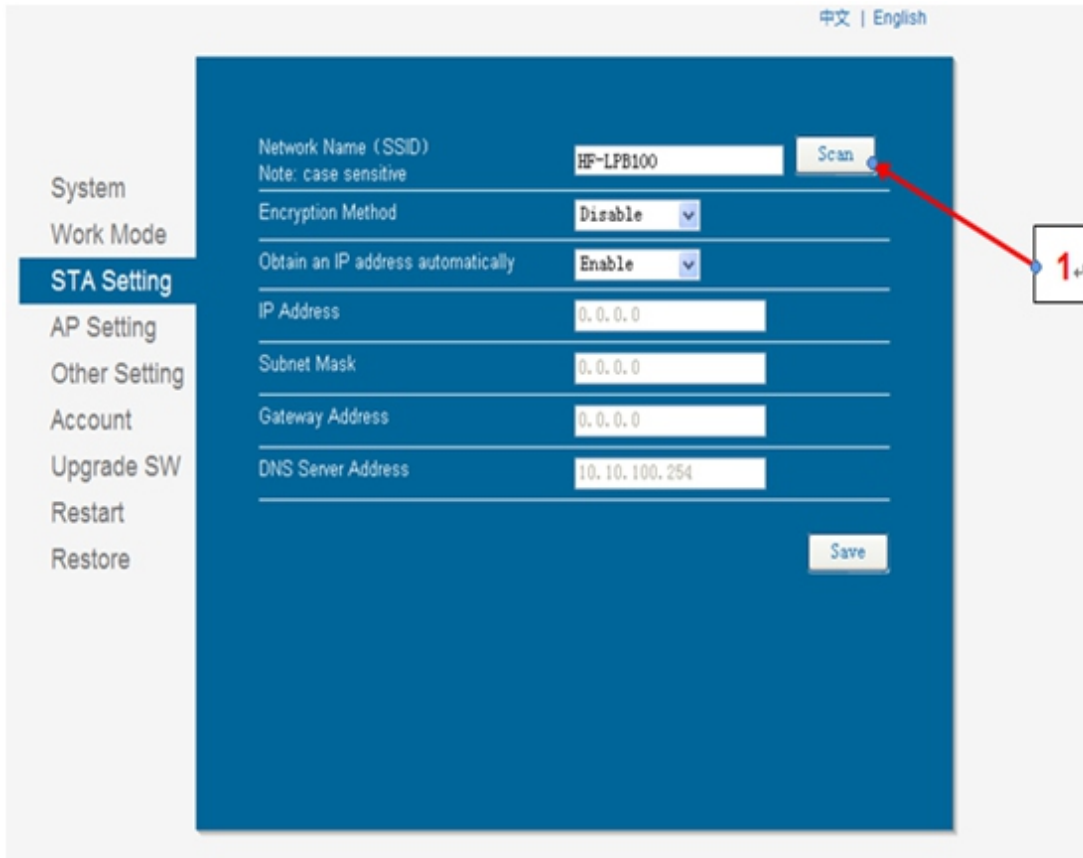 中文 | English
Network Name (SSID)
Note: case sensitive
HF-LPB100
Scan
System
Work Mode
STA Setting
AP Setting
Other Setting
Account
Upgrade SW
Restart
Restore
Encryption Method
Disable
Obtain an IP address automatically
Enable
IP Address
0.0.0.0
Subnet Mask
0.0.0.0
Gateway Address
0.0.0.0
DNS Server Address
10.10.100.254
Save
1